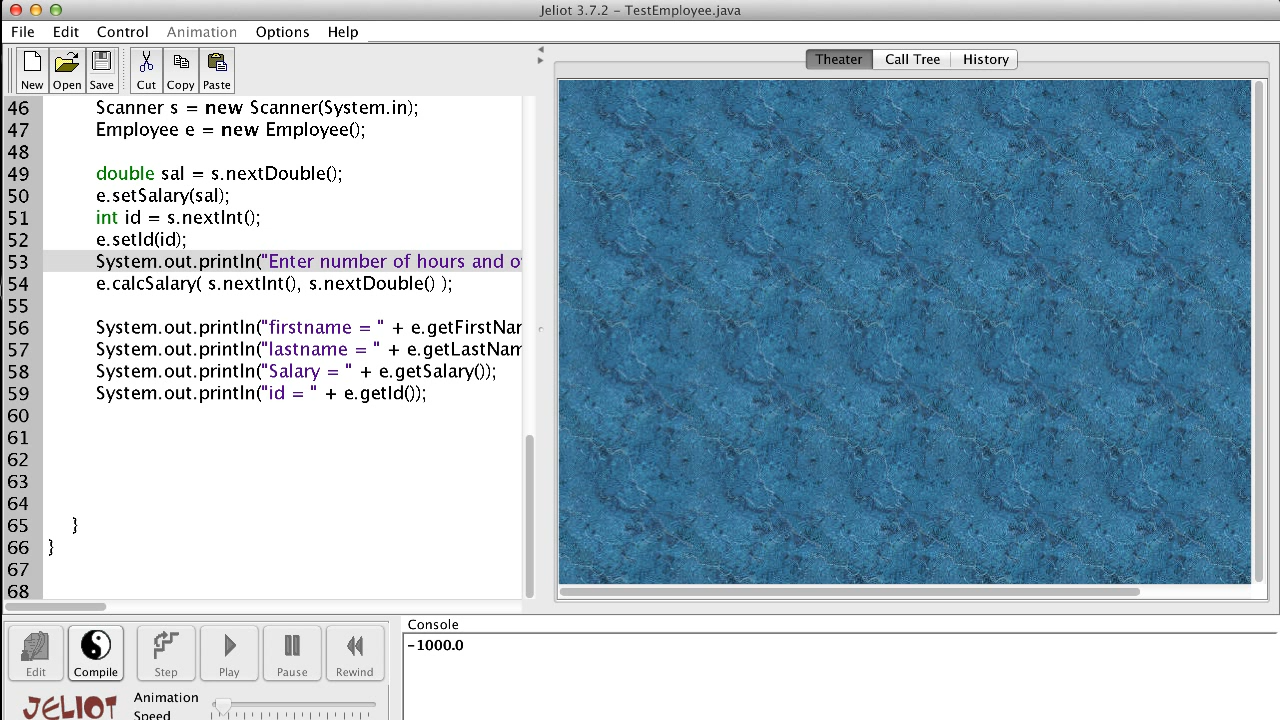 Jeliot 3.7.2 – TestEmployee.java
File Edit Control Animation Options Help
New Open Save Cut Copy Paste
Theater Call Tree History
46 Scanner s = new Scanner(System.in);
47 Employee e = new Employee();
48
49 double sal = s.nextDouble();
50 e.setSalary(sal);
51 int id = s.nextInt();
52 e.setId(id);
53 System.out.println("Enter number of hours and o
54 e.calcSalary( s.nextInt(), s.nextDouble() );
55
56 System.out.println("firstname = " + e.getFirstNar
57 System.out.println("lastname = " + e.getLastNam
58 System.out.println("Salary = " + e.getSalary());
59 System.out.println("id = " + e.getId());
60
61
62
63
64
65 }
66 }
67
68
Edit Compile Step Play Pause Rewind
JELIOT
Animation
Speed
Console
-1000.0